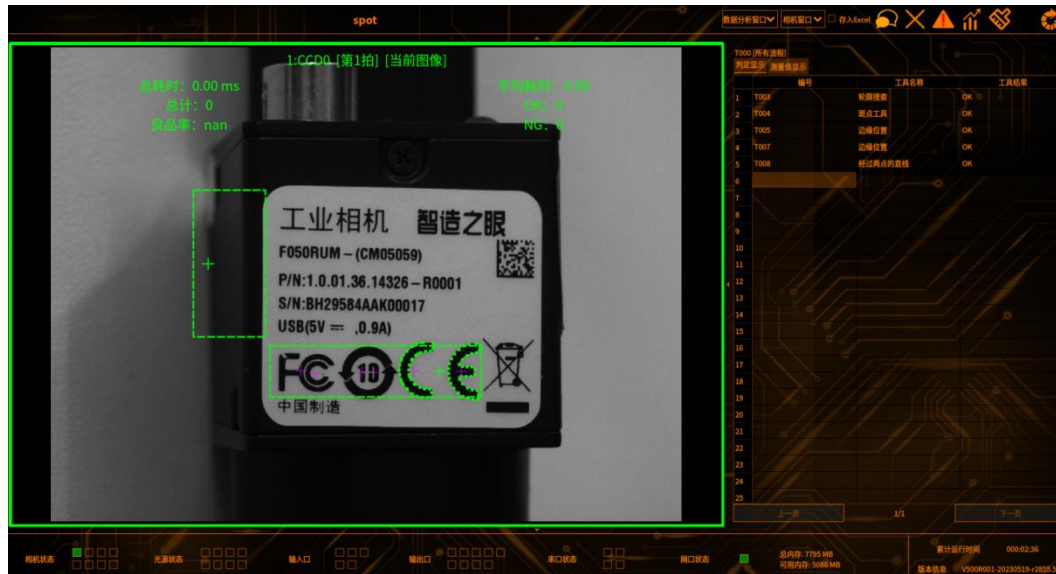 spot
数据分析窗口 相机窗口 存入Excel
1:CCD0 [第1拍] [当前图像]
总耗时: 0.00 ms
总计: 0
良品率: nan
平均耗时: 0.00
OK: 0
NG: 0
工业相机 智造之眼
F050RUM – (CM05059)
P/N:1.0.01.36.14326 – R0001
S/N:BH29584AAK00017
USB(5V ⎓ ,0.9A)
FC 10 CE
中国制造
T000 [所有流程]
判定显示 测量值显示
编号 工具名称 工具结果
1 T003 轮廓搜索 OK
2 T004 斑点工具 OK
3 T005 边缘位置 OK
4 T007 边缘位置 OK
5 T008 经过两点的直线 OK
6
7
8
9
10
11
12
13
14
15
16
17
18
19
20
21
22
23
24
25
上一页 1/1 下一页
相机状态 光源状态 输入口 输出口 串口状态 网口状态
总内存: 7795 MB
可用内存: 5086 MB
累计运行时间 000:02:36
版本信息 V500R001-20230519-r2855.5